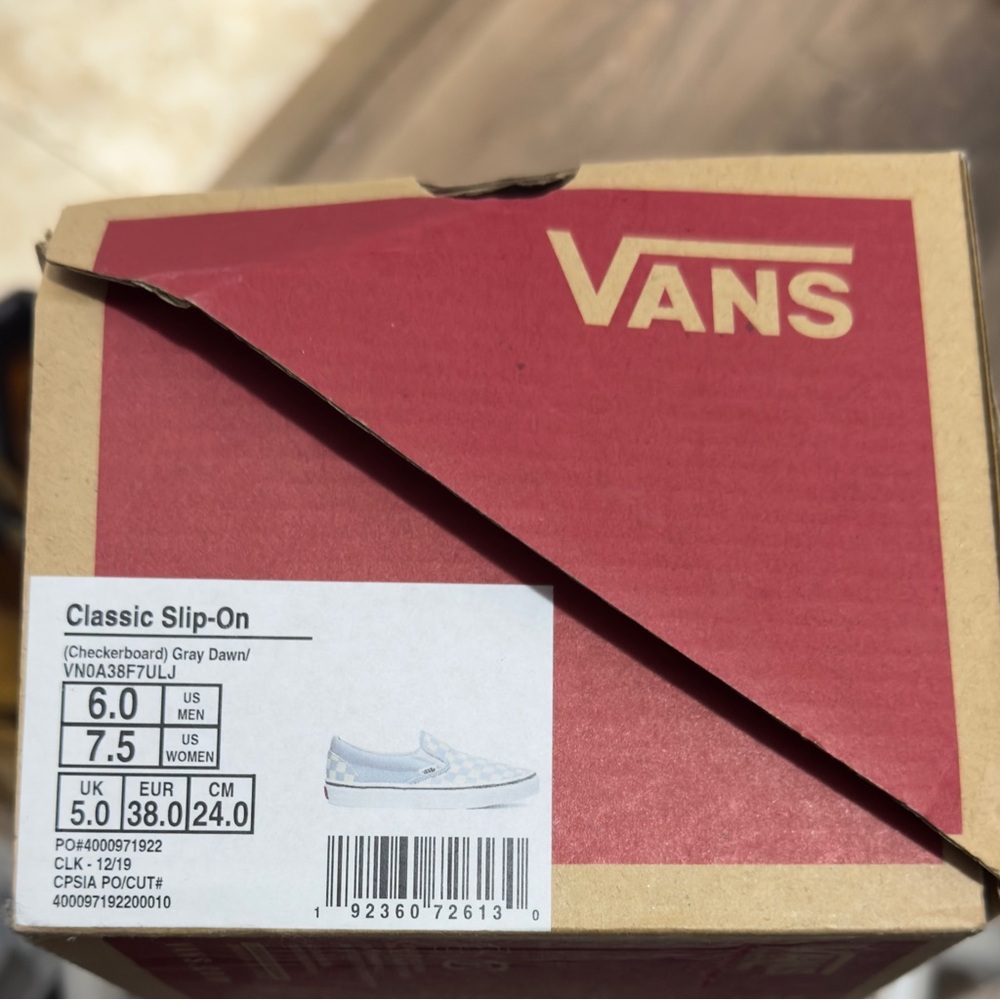 VANS
Classic Slip-On
(Checkerboard) Gray Dawn/
VN0A38F7ULJ
6.0 US MEN
7.5 US WOMEN
UK EUR CM
5.0 38.0 24.0
PO#4000971922
CLK - 12/19
CPSIA PO/CUT#
400097192200010
1 92360 72613 0